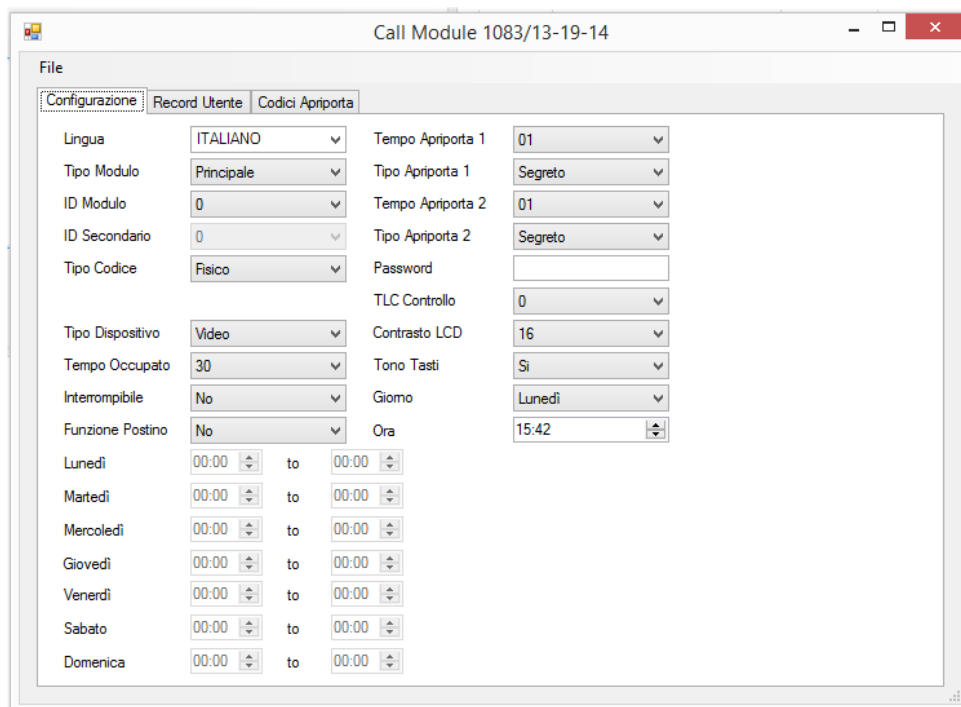 Call Module 1083/13-19-14
File
Configurazione Record Utente Codici Apriporta
Lingua ITALIANO Tempo Apriporta 1 01
Tipo Modulo Principale Tipo Apriporta 1 Segreto
ID Modulo 0 Tempo Apriporta 2 01
ID Secondario 0 Tipo Apriporta 2 Segreto
Tipo Codice Fisico Password
TLC Controllo 0
Tipo Dispositivo Video Contrasto LCD 16
Tempo Occupato 30 Tono Tasti Si
Interrompibile No Giorno Lunedì
Funzione Postino No Ora 15:42
Lunedì 00:00 to 00:00
Martedì 00:00 to 00:00
Mercoledì 00:00 to 00:00
Giovedì 00:00 to 00:00
Venerdì 00:00 to 00:00
Sabato 00:00 to 00:00
Domenica 00:00 to 00:00